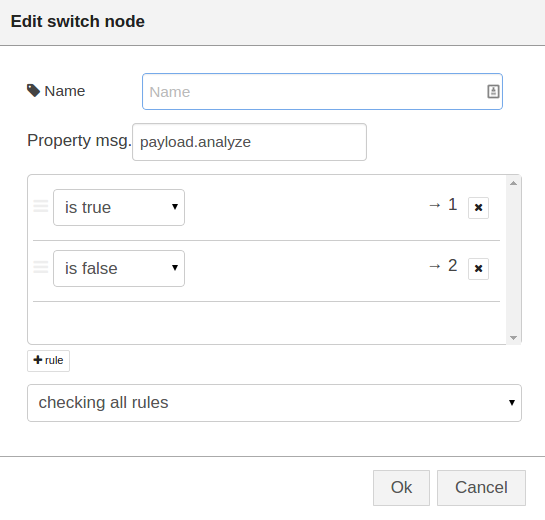 Edit switch node
Name Name
Property msg. payload.analyze
is true → 1
is false → 2
rule
checking all rules
Ok Cancel